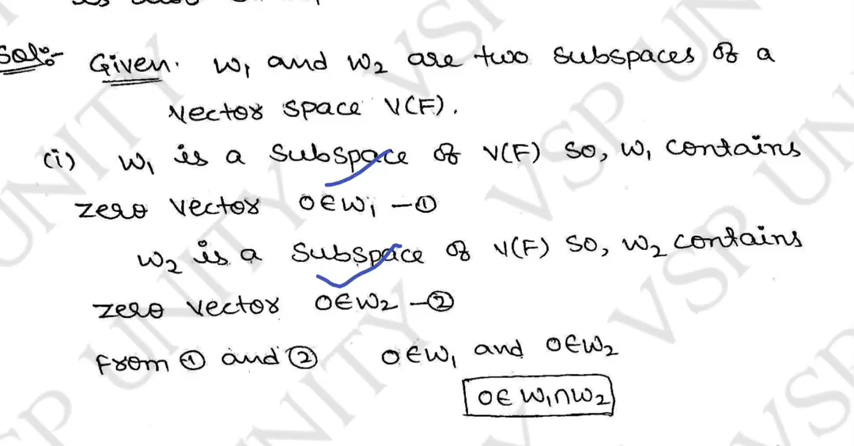 Sol:- Given. W₁ and W₂ are two subspaces of a
vector space V(F).
(i) W₁ is a subspace of V(F) so, W₁ contains
zero vector 0∈W₁ —①
W₂ is a subspace of V(F) so, W₂ contains
zero vector 0∈W₂ —②
from ① and ② 0∈W₁ and 0∈W₂
0∈ W₁∩W₂
VSP UNITY